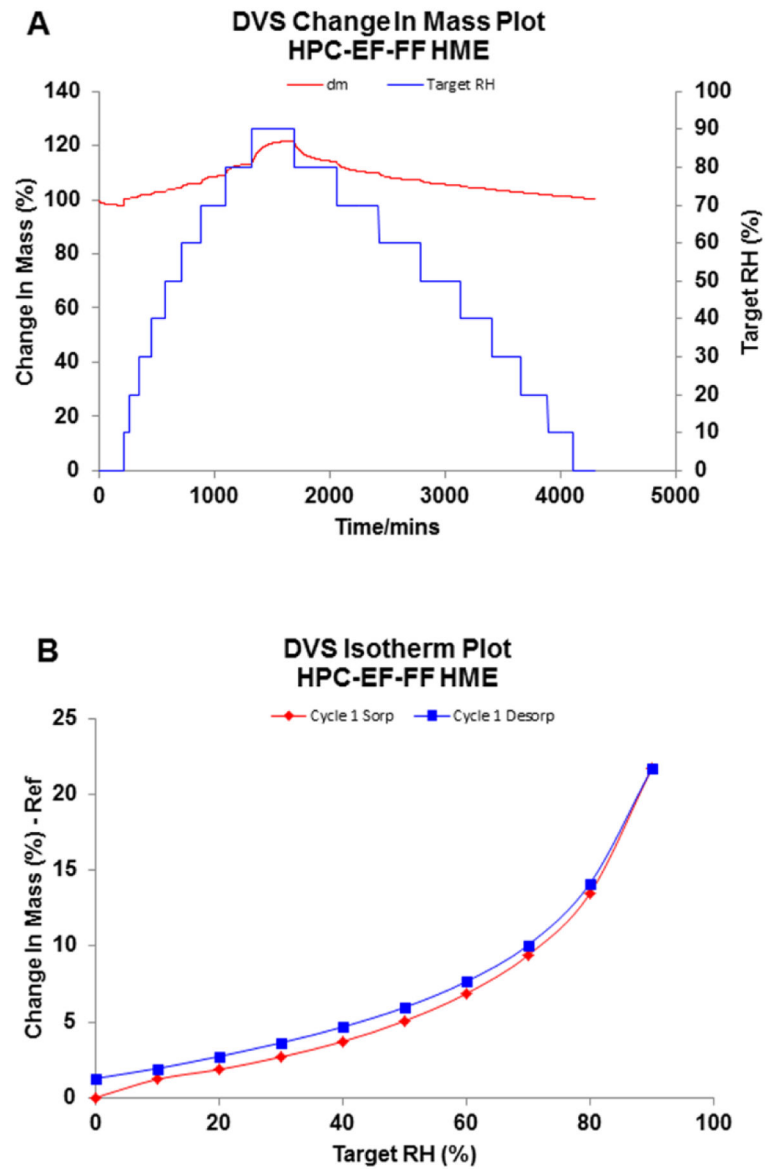 A
DVS Change In Mass Plot
HPC-EF-FF HME
dm Target RH
140 100
120 90
100 80
80 70
60 60
40 50
20 40
0 30
20
10
0
Change In Mass (%)
Target RH (%)
0 1000 2000 3000 4000 5000
Time/mins
B
DVS Isotherm Plot
HPC-EF-FF HME
Cycle 1 Sorp Cycle 1 Desorp
25
20
15
10
5
0
Change In Mass (%) - Ref
0 20 40 60 80 100
Target RH (%)